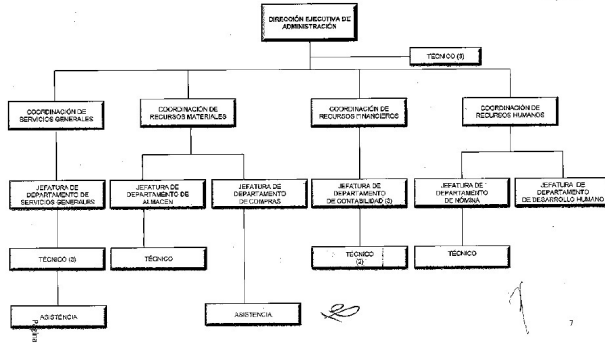 DIRECCIÓN EJECUTIVA DE
ADMINISTRACIÓN
TÉCNICO (3)
COORDINACIÓN DE
SERVICIOS GENERALES
COORDINACIÓN DE
RECURSOS MATERIALES
COORDINACIÓN DE
RECURSOS FINANCIEROS
COORDINACIÓN DE
RECURSOS HUMANOS
JEFATURA DE
DEPARTAMENTO DE
SERVICIOS GENERALES
JEFATURA DE
DEPARTAMENTO DE
ALMACEN
JEFATURA DE
DEPARTAMENTO
DE COMPRAS
JEFATURA DE
DEPARTAMENTO
DE CONTABILIDAD (2)
JEFATURA DE
DEPARTAMENTO
DE NÓMINA
JEFATURA DE
DEPARTAMENTO
DE DESARROLLO HUMANO
TÉCNICO (3)
TÉCNICO
TÉCNICO
(2)
TÉCNICO
ASISTENCIA
ASISTENCIA
Página
7